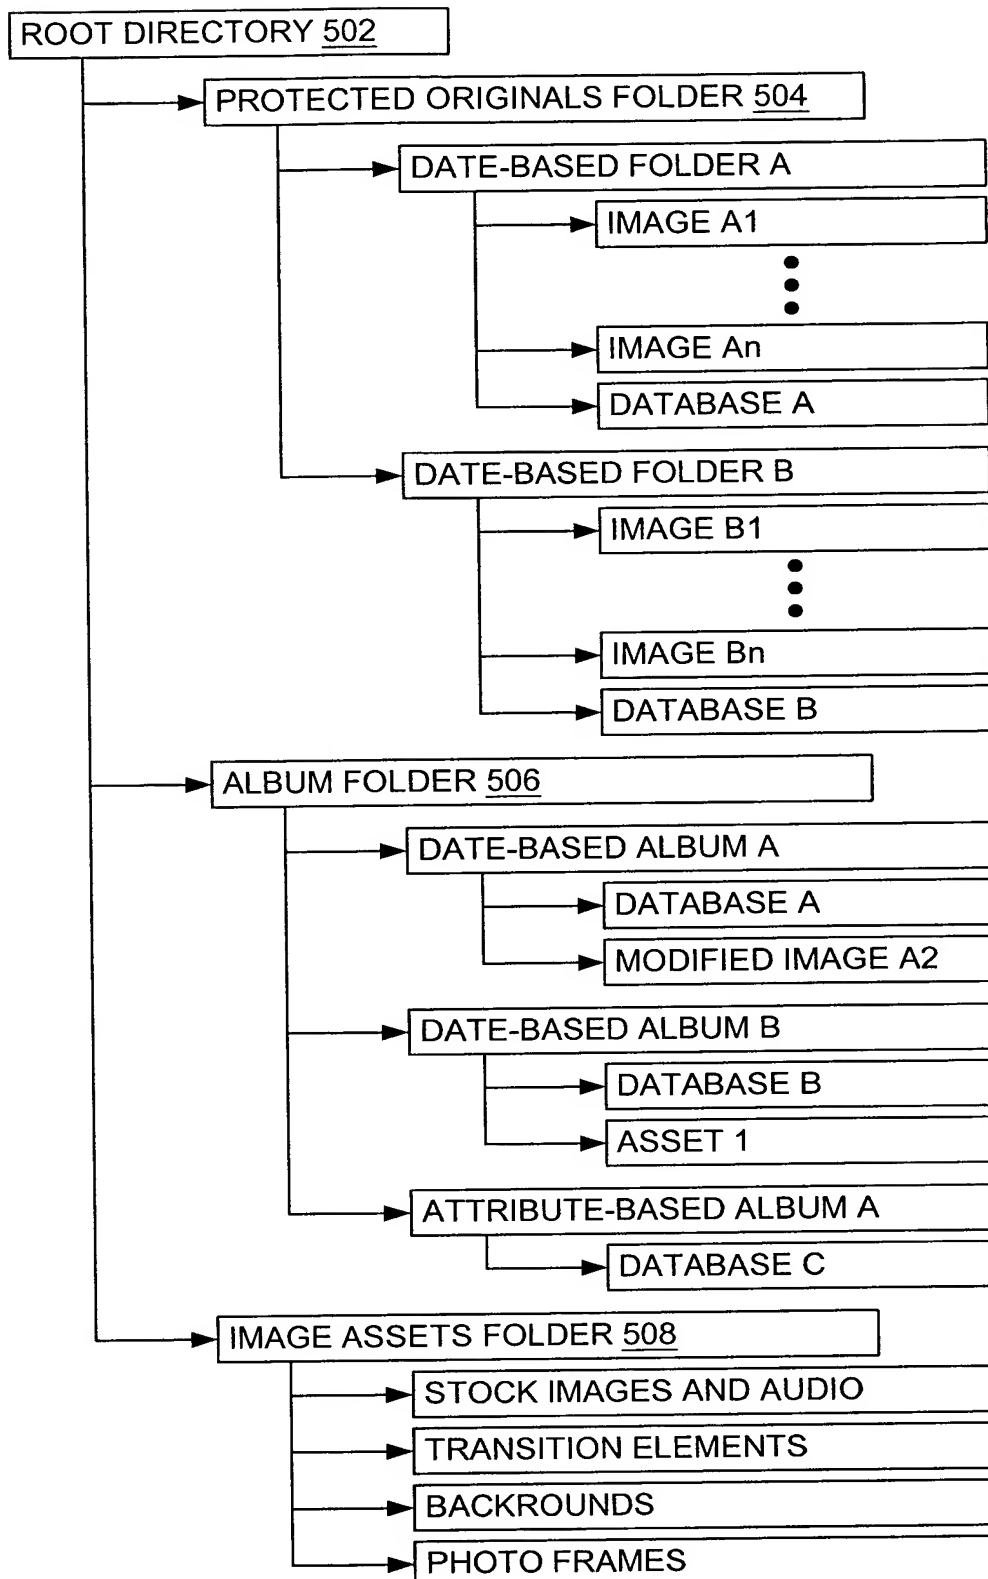 ROOT DIRECTORY 502
PROTECTED ORIGINALS FOLDER 504
DATE-BASED FOLDER A
IMAGE A1
IMAGE An
DATABASE A
DATE-BASED FOLDER B
IMAGE B1
IMAGE Bn
DATABASE B
ALBUM FOLDER 506
DATE-BASED ALBUM A
DATABASE A
MODIFIED IMAGE A2
DATE-BASED ALBUM B
DATABASE B
ASSET 1
ATTRIBUTE-BASED ALBUM A
DATABASE C
IMAGE ASSETS FOLDER 508
STOCK IMAGES AND AUDIO
TRANSITION ELEMENTS
BACKROUNDS
PHOTO FRAMES